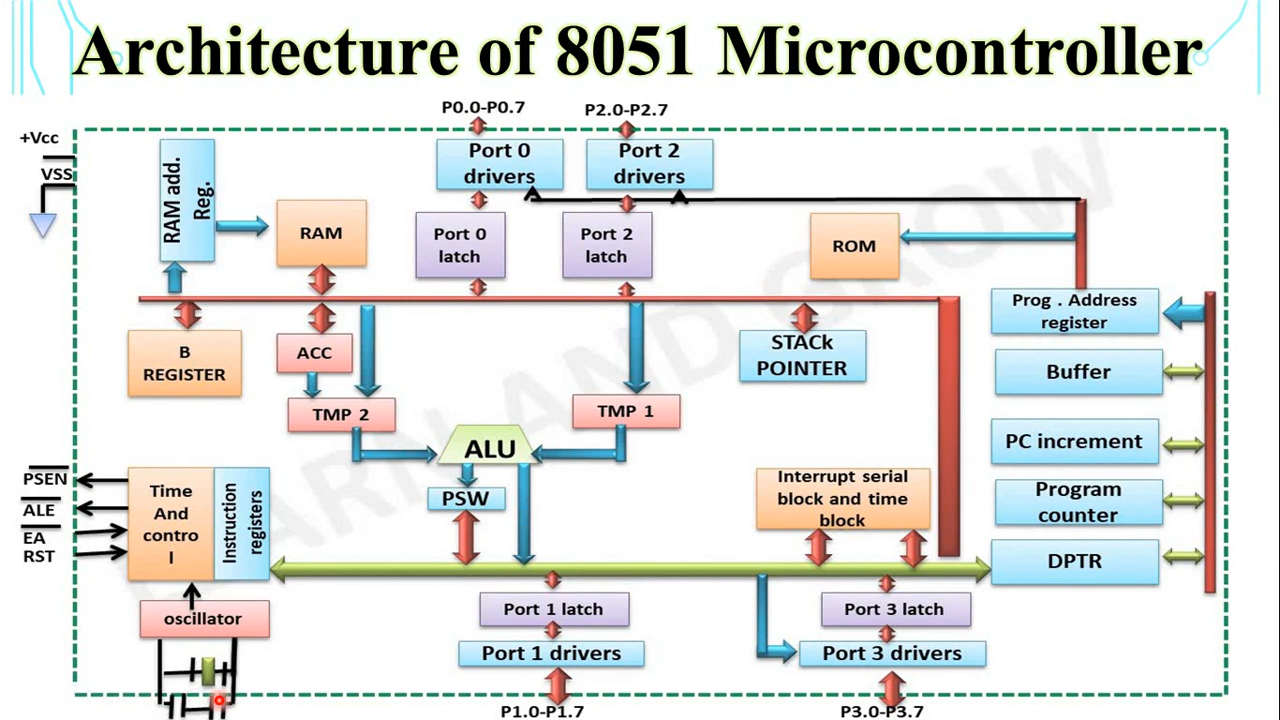 Architecture of 8051 Microcontroller
P0.0-P0.7
P2.0-P2.7
+Vcc
VSS
RAM add.
Reg.
RAM
Port 0
drivers
Port 2
drivers
Port 0
latch
Port 2
latch
ROM
Prog . Address
register
B
REGISTER
ACC
STACk
POINTER
Buffer
TMP 2
TMP 1
ALU
PC increment
PSEN
ALE
EA
RST
Time
And
contro
l
Instruction
registers
PSW
Interrupt serial
block and time
block
Program
counter
DPTR
oscillator
Port 1 latch
Port 3 latch
Port 1 drivers
Port 3 drivers
P1.0-P1.7
P3.0-P3.7
LEARN AND GROW